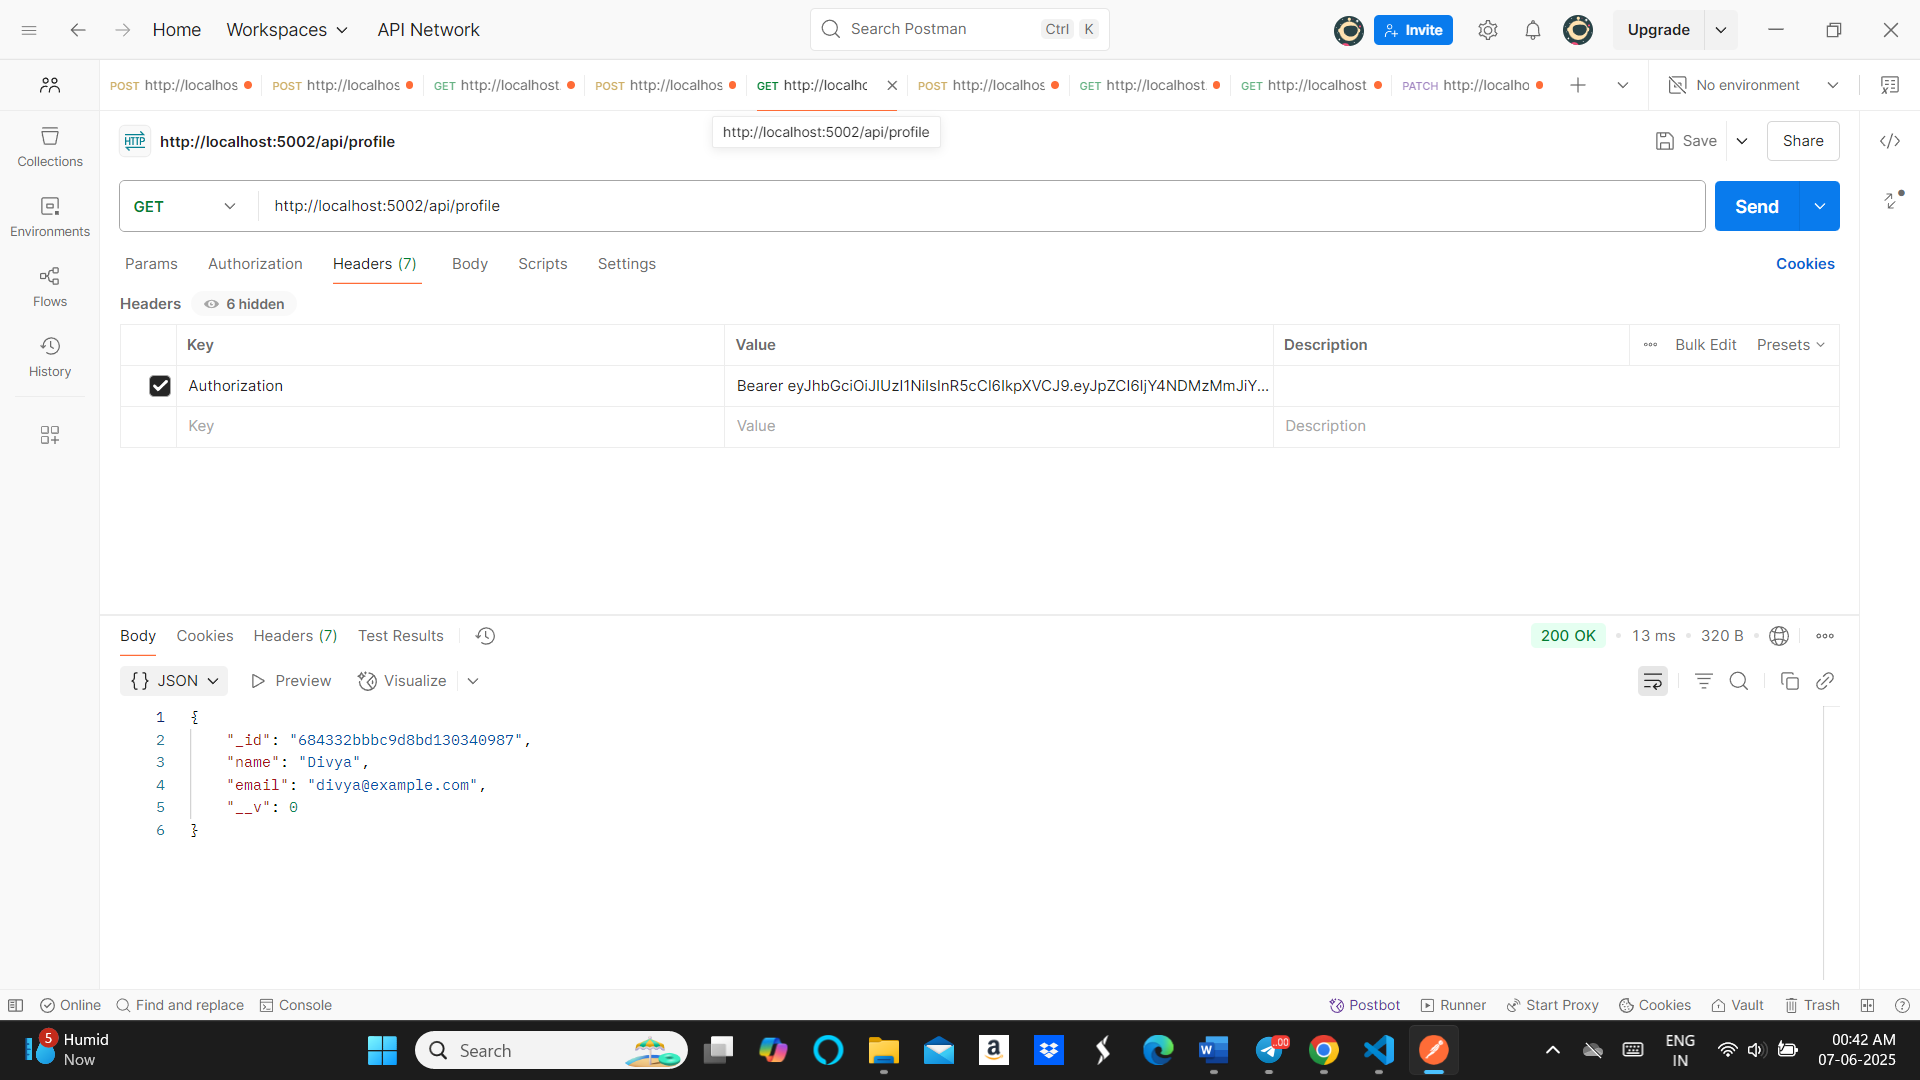 Home
Workspaces
API Network
Search Postman
Ctrl
K
Invite
Upgrade
POST http://localhos
POST http://localhos
GET http://localhost
POST http://localhos
GET http://localhc
POST http://localhos
GET http://localhost.
GET http://localhost
PATCH http://localho
No environment
http://localhost:5002/api/profile
HTTP
http://localhost:5002/api/profile
Save
Share
Collections
Environments
Flows
History
GET
http://localhost:5002/api/profile
Send
Params
Authorization
Headers (7)
Body
Scripts
Settings
Cookies
Headers
6 hidden
Key
Value
Description
Bulk Edit
Presets
Authorization
Bearer eyJhbGciOiJIUzI1NiIsInR5cCI6IkpXVCJ9.eyJpZCI6IjY4NDMzMmJiY...
Key
Value
Description
Body
Cookies
Headers (7)
Test Results
200 OK
13 ms
320 B
{} JSON
Preview
Visualize
1 {
2 "_id": "684332bbbc9d8bd130340987",
3 "name": "Divya",
4 "email": "divya@example.com",
5 "__v": 0
6 }
Online
Find and replace
Console
Postbot
Runner
Start Proxy
Cookies
Vault
Trash
5
Humid
Now
Search
a
W
.00
ENG
IN
00:42 AM
07-06-2025